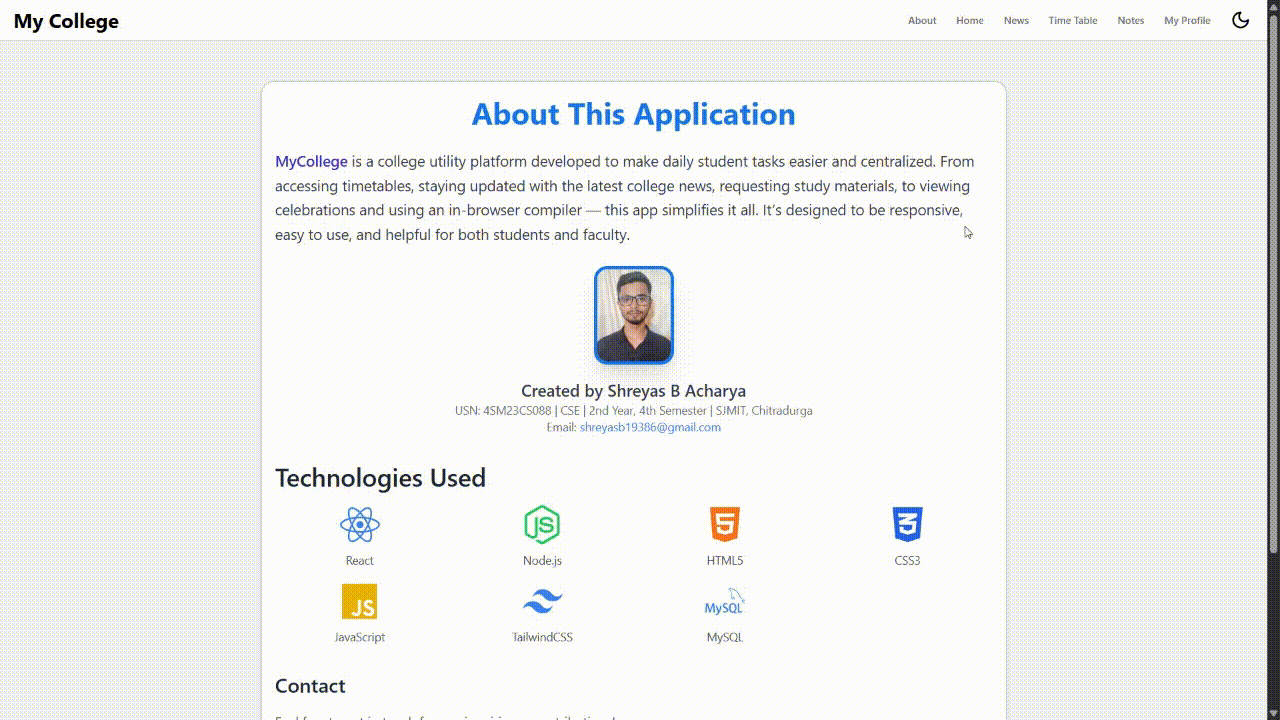 My College
About
Home
News
Time Table
Notes
My Profile
About This Application
MyCollege is a college utility platform developed to make daily student tasks easier and centralized. From
accessing timetables, staying updated with the latest college news, requesting study materials, to viewing
celebrations and using an in-browser compiler — this app simplifies it all. It's designed to be responsive,
easy to use, and helpful for both students and faculty.
Created by Shreyas B Acharya
USN: 4SM23CS088 | CSE | 2nd Year, 4th Semester | SJMIT, Chitradurga
Email: shreyasb19386@gmail.com
Technologies Used
JS
5
3
React
Node.js
HTML5
CSS3
JS
MySQL
JavaScript
TailwindCSS
MySQL
Contact